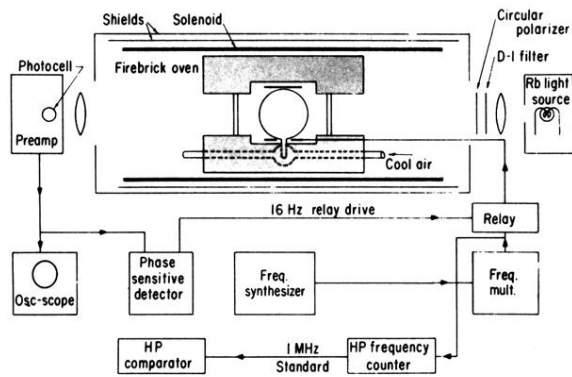 Shields
Solenoid
Circular
polarizer
Photocell
Firebrick oven
D-1 filter
Rb light
source
Preamp
Cool air
16 Hz relay drive
Relay
Osc-scope
Phase
sensitive
detector
Freq.
synthesizer
Freq.
mult.
HP
comparator
1 MHz
Standard
HP frequency
counter